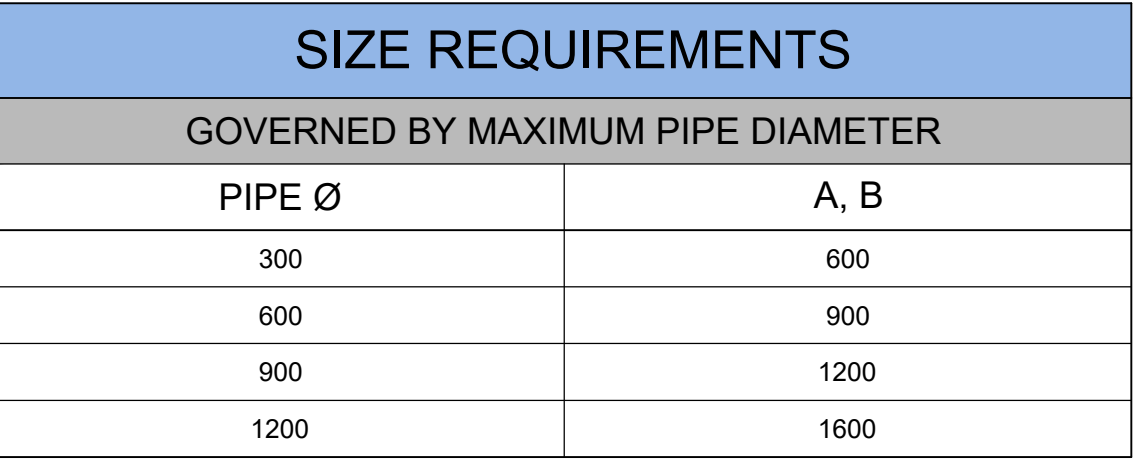 SIZE REQUIREMENTS
GOVERNED BY MAXIMUM PIPE DIAMETER
PIPE Ø A, B
300 600
600 900
900 1200
1200 1600